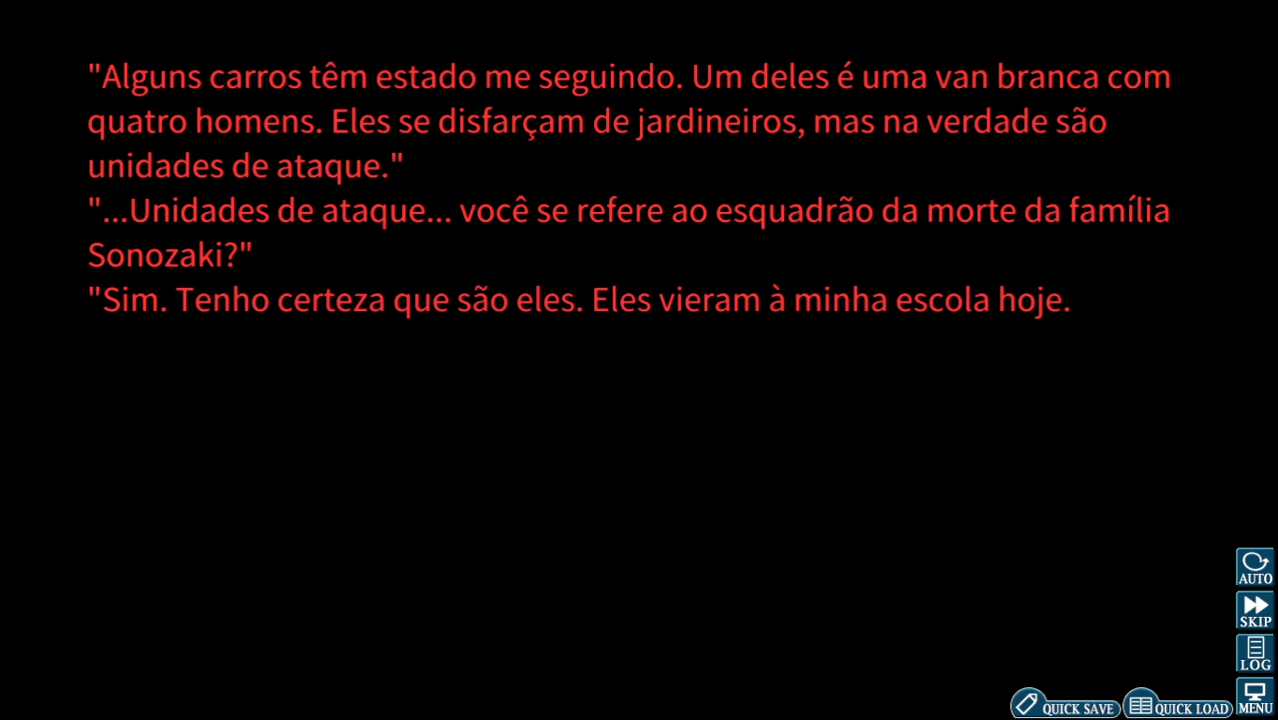 "Alguns carros têm estado me seguindo. Um deles é uma van branca com
quatro homens. Eles se disfarçam de jardineiros, mas na verdade são
unidades de ataque."
"...Unidades de ataque... você se refere ao esquadrão da morte da família
Sonozaki?"
"Sim. Tenho certeza que são eles. Eles vieram à minha escola hoje.
AUTO
SKIP
LOG
QUICK SAVE
QUICK LOAD
MENU